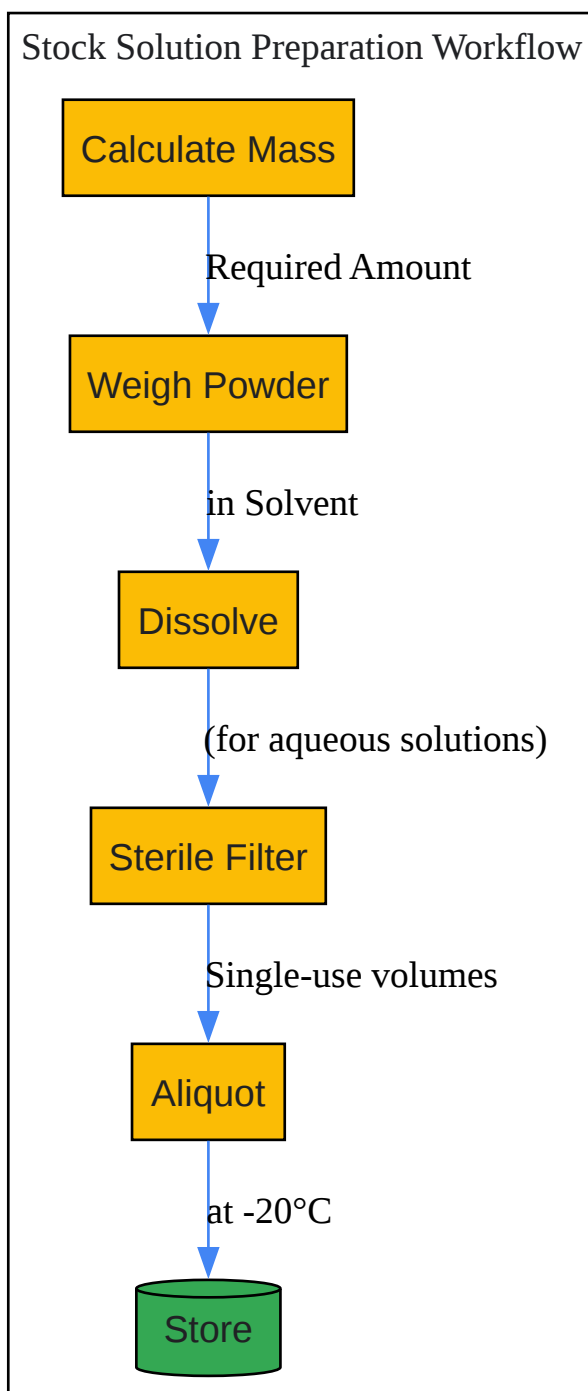 Stock Solution Preparation Workflow
Calculate Mass
Required Amount
Weigh Powder
in Solvent
Dissolve
(for aqueous solutions)
Sterile Filter
Single-use volumes
Aliquot
at -20°C
Store